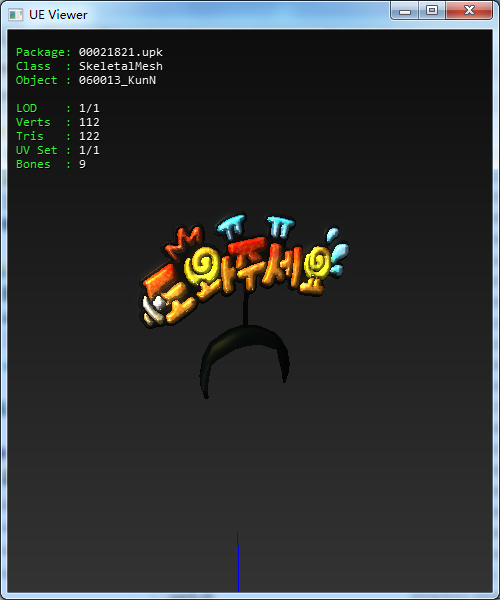 UE Viewer
Package: 00021821.upk
Class : SkeletalMesh
Object : 060013_KunN
LOD : 1/1
Verts : 112
Tris : 122
UV Set : 1/1
Bones : 9
ㅠ ㅠ
도와주세요